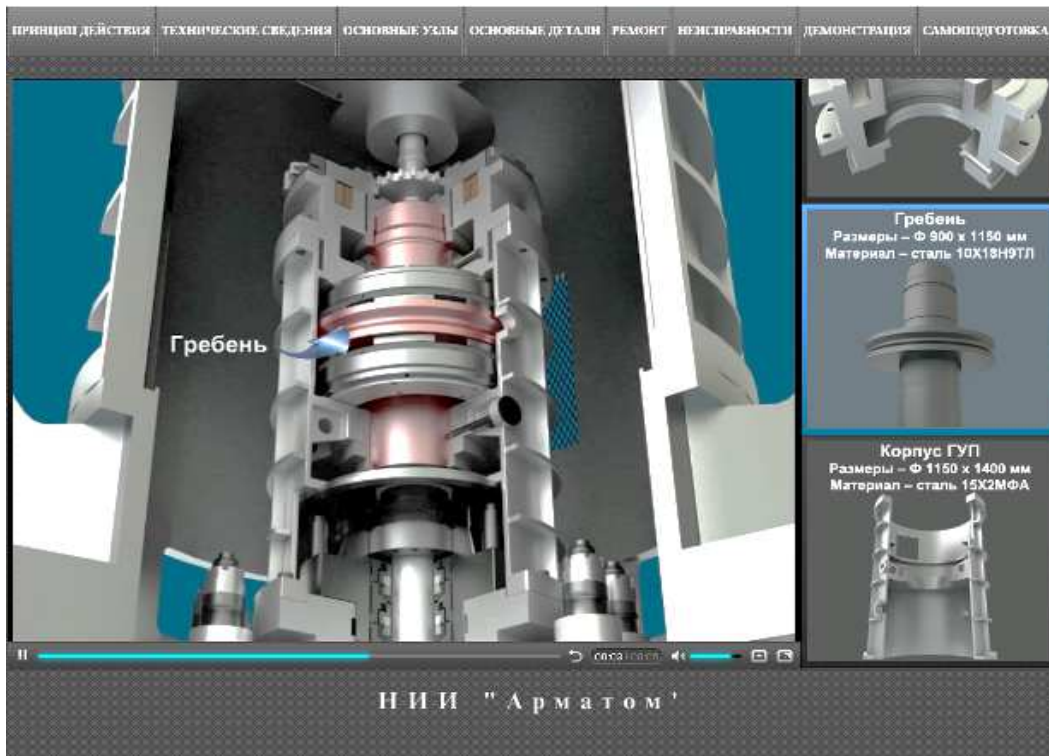 ПРИНЦИП ДЕЙСТВИЯ
ТЕХНИЧЕСКИЕ СВЕДЕНИЯ
ОСНОВНЫЕ УЗЛЫ
ОСНОВНЫЕ ДЕТАЛИ
РЕМОНТ
НЕИСПРАВНОСТИ
ДЕМОНСТРАЦИЯ
САМОПОДГОТОВКА
Гребень
Гребень
Размеры – Ф 900 х 1150 мм
Материал – сталь 10Х18Н9ТЛ
Корпус ГУП
Размеры – Ф 1150 х 1400 мм
Материал – сталь 15Х2МФА
НИИ "Арматом'